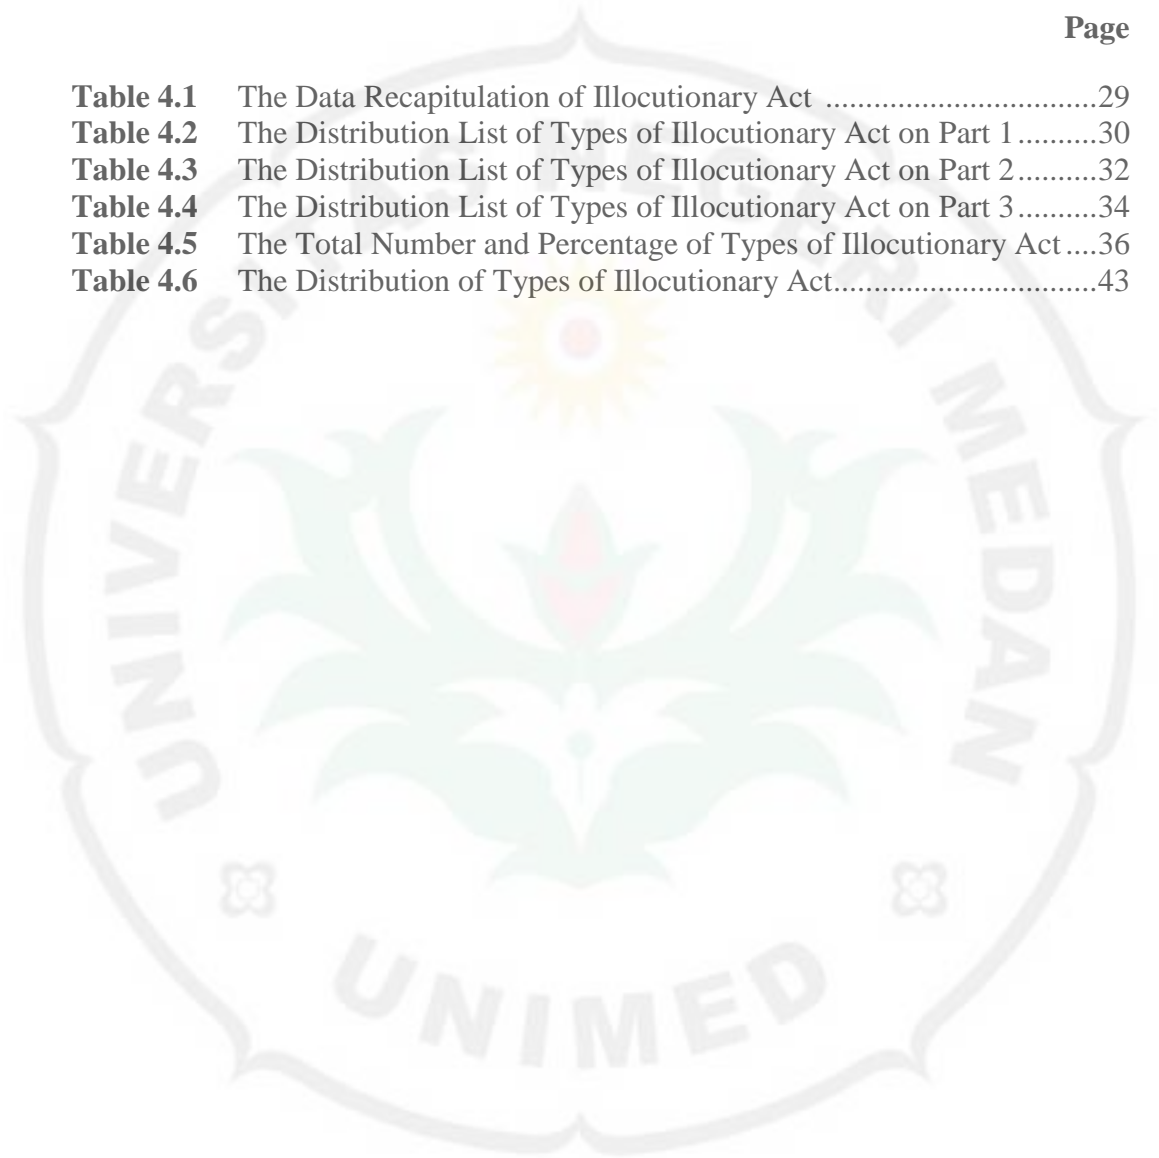 Page
Table 4.1 The Data Recapitulation of Illocutionary Act .................................29
Table 4.2 The Distribution List of Types of Illocutionary Act on Part 1..........30
Table 4.3 The Distribution List of Types of Illocutionary Act on Part 2..........32
Table 4.4 The Distribution List of Types of Illocutionary Act on Part 3..........34
Table 4.5 The Total Number and Percentage of Types of Illocutionary Act....36
Table 4.6 The Distribution of Types of Illocutionary Act................................43
UNIVERSITAS NEGERI MEDAN
UNIMED